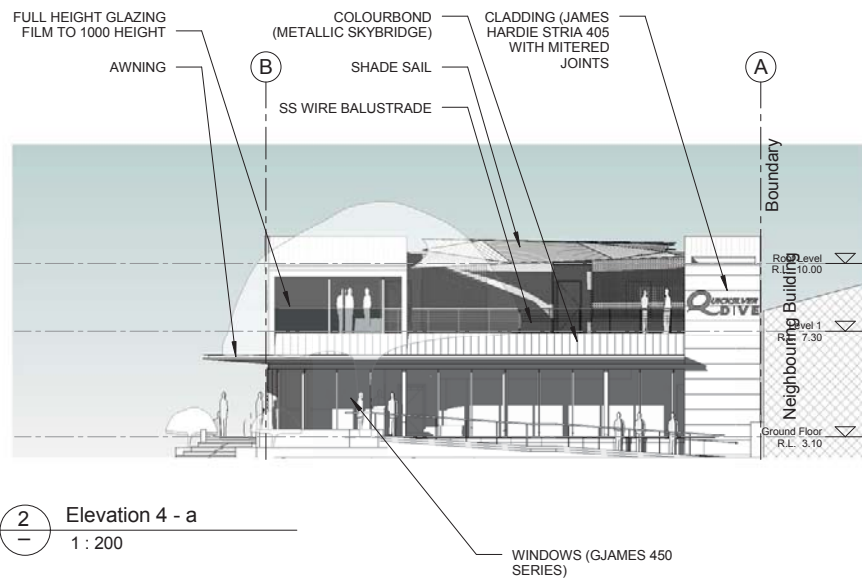 FULL HEIGHT GLAZING
FILM TO 1000 HEIGHT
AWNING
COLOURBOND
(METALLIC SKYBRIDGE)
SHADE SAIL
SS WIRE BALUSTRADE
CLADDING (JAMES
HARDIE STRIA 405
WITH MITERED
JOINTS
B
A
Boundary
Neighbouring Building
Roof Level
R.L. 10.00
QUICKSILVER
DIVE
Level 1
R.L. 7.30
Ground Floor
R.L. 3.10
2
–
Elevation 4 - a
1 : 200
WINDOWS (GJAMES 450
SERIES)